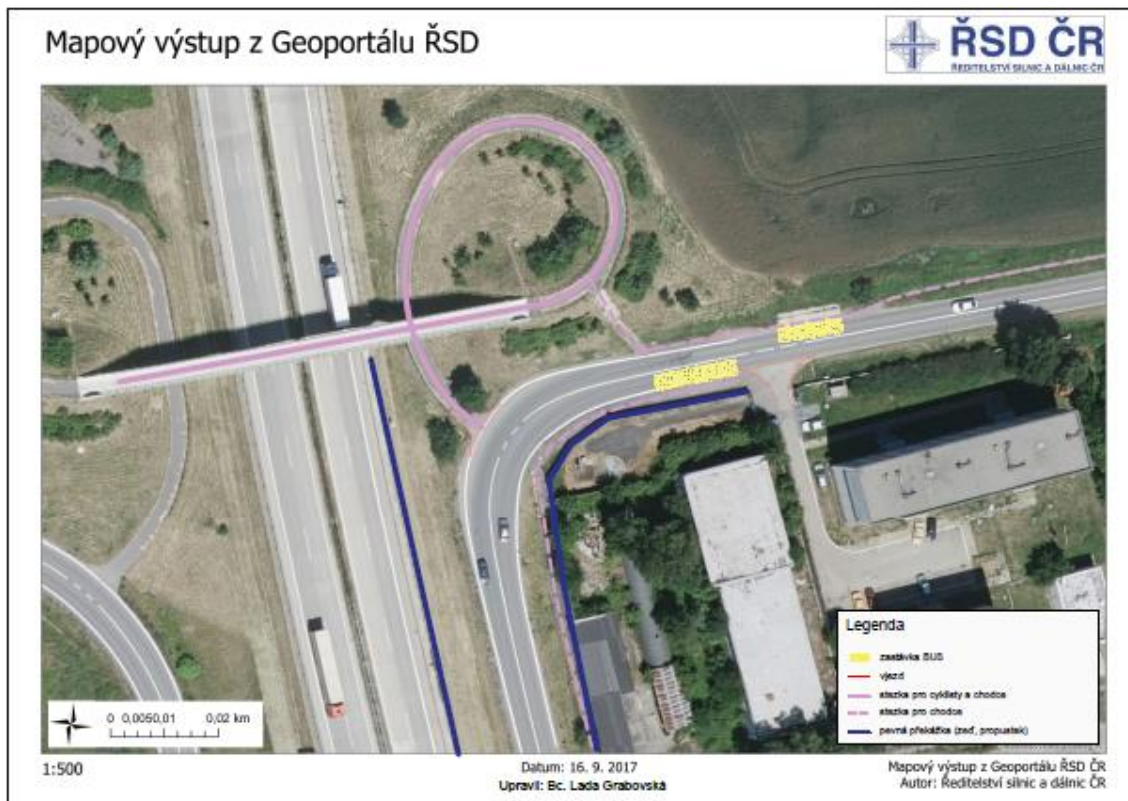 Mapový výstup z Geoportálu ŘSD
ŘSD ČR
ŘEDITELSTVÍ SILNIC A DÁLNIC ČR
Legenda
zastávka BUS
vjezd
stezka pro cyklisty a chodce
stezka pro chodce
pevná překážka (zeď, propustek)
0 0,0050,01 0,02 km
1:500
Datum: 16. 9. 2017
Upravil: Bc. Lada Grabovská
Mapový výstup z Geoportálu ŘSD ČR
Autor: Ředitelství silnic a dálnic ČR